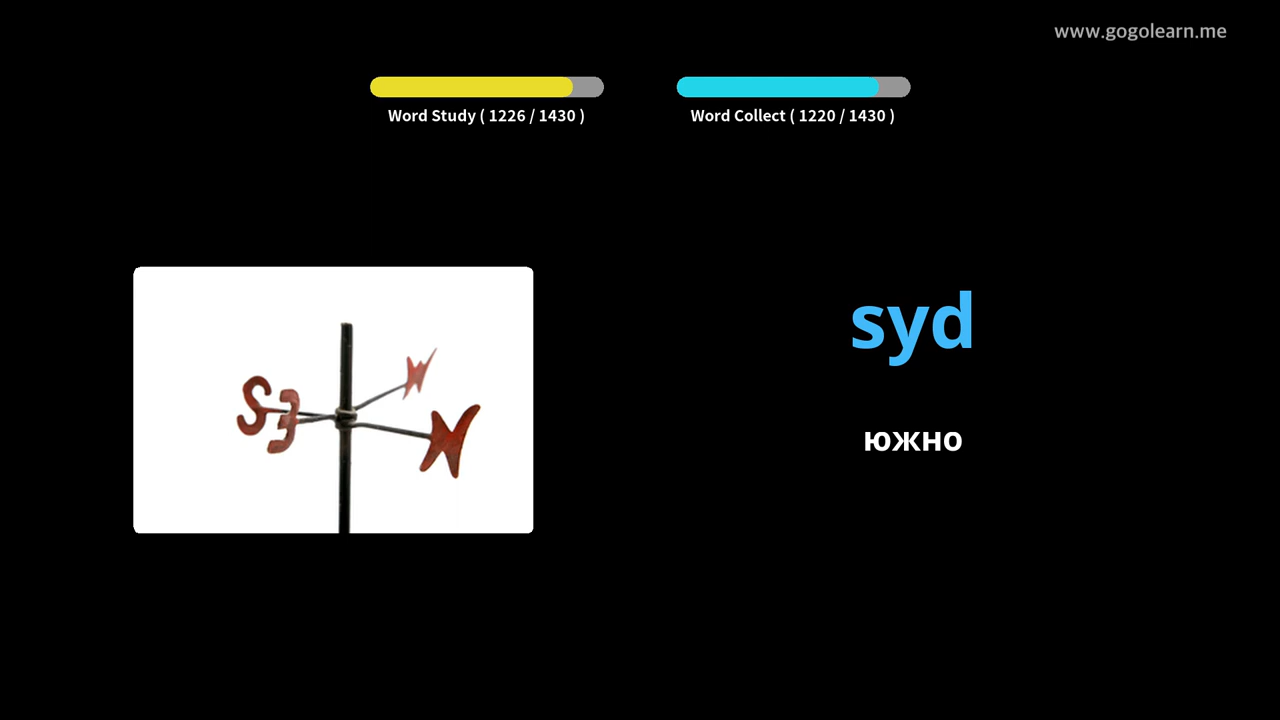 www.gogolearn.me
Word Study ( 1226 / 1430 )
Word Collect ( 1220 / 1430 )
S E N
syd
южно